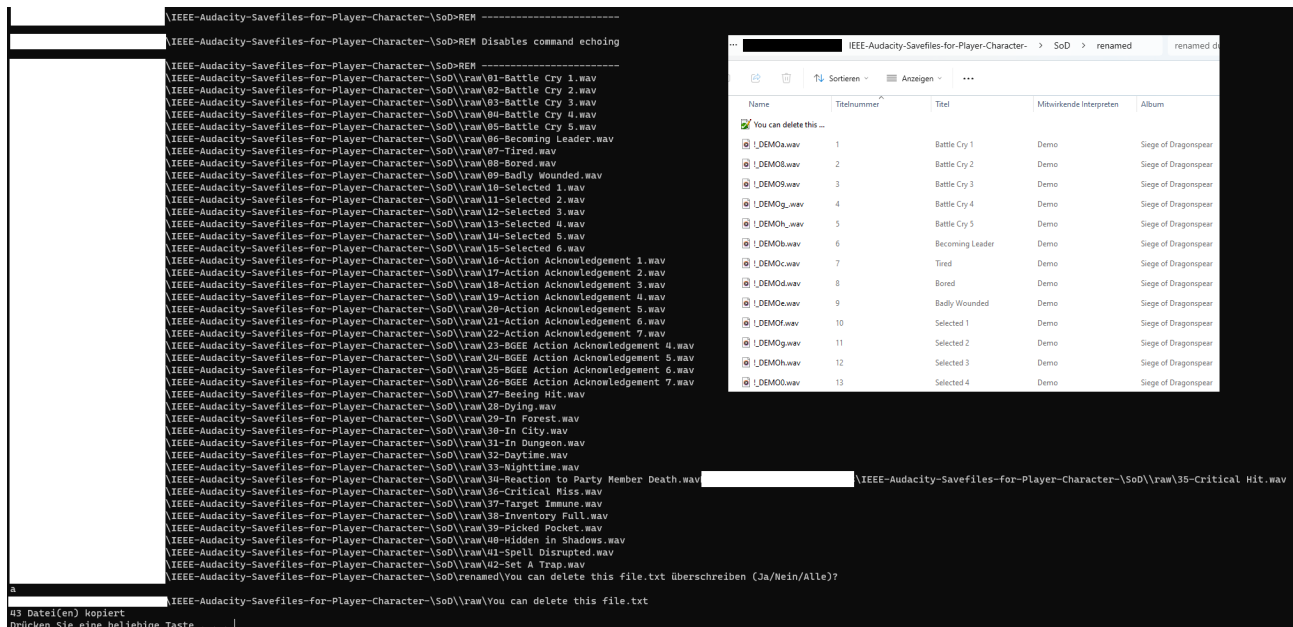 \IEEE-Audacity-Savefiles-for-Player-Character-\SoD>REM ------------------------
\IEEE-Audacity-Savefiles-for-Player-Character-\SoD>REM Disables command echoing
\IEEE-Audacity-Savefiles-for-Player-Character-\SoD>REM ------------------------
\IEEE-Audacity-Savefiles-for-Player-Character-\SoD\\raw\01-Battle Cry 1.wav
\IEEE-Audacity-Savefiles-for-Player-Character-\SoD\\raw\02-Battle Cry 2.wav
\IEEE-Audacity-Savefiles-for-Player-Character-\SoD\\raw\03-Battle Cry 3.wav
\IEEE-Audacity-Savefiles-for-Player-Character-\SoD\\raw\04-Battle Cry 4.wav
\IEEE-Audacity-Savefiles-for-Player-Character-\SoD\\raw\05-Battle Cry 5.wav
\IEEE-Audacity-Savefiles-for-Player-Character-\SoD\\raw\06-Becoming Leader.wav
\IEEE-Audacity-Savefiles-for-Player-Character-\SoD\\raw\07-Tired.wav
\IEEE-Audacity-Savefiles-for-Player-Character-\SoD\\raw\08-Bored.wav
\IEEE-Audacity-Savefiles-for-Player-Character-\SoD\\raw\09-Badly Wounded.wav
\IEEE-Audacity-Savefiles-for-Player-Character-\SoD\\raw\10-Selected 1.wav
\IEEE-Audacity-Savefiles-for-Player-Character-\SoD\\raw\11-Selected 2.wav
\IEEE-Audacity-Savefiles-for-Player-Character-\SoD\\raw\12-Selected 3.wav
\IEEE-Audacity-Savefiles-for-Player-Character-\SoD\\raw\13-Selected 4.wav
\IEEE-Audacity-Savefiles-for-Player-Character-\SoD\\raw\14-Selected 5.wav
\IEEE-Audacity-Savefiles-for-Player-Character-\SoD\\raw\15-Selected 6.wav
\IEEE-Audacity-Savefiles-for-Player-Character-\SoD\\raw\16-Action Acknowledgement 1.wav
\IEEE-Audacity-Savefiles-for-Player-Character-\SoD\\raw\17-Action Acknowledgement 2.wav
\IEEE-Audacity-Savefiles-for-Player-Character-\SoD\\raw\18-Action Acknowledgement 3.wav
\IEEE-Audacity-Savefiles-for-Player-Character-\SoD\\raw\19-Action Acknowledgement 4.wav
\IEEE-Audacity-Savefiles-for-Player-Character-\SoD\\raw\20-Action Acknowledgement 5.wav
\IEEE-Audacity-Savefiles-for-Player-Character-\SoD\\raw\21-Action Acknowledgement 6.wav
\IEEE-Audacity-Savefiles-for-Player-Character-\SoD\\raw\22-Action Acknowledgement 7.wav
\IEEE-Audacity-Savefiles-for-Player-Character-\SoD\\raw\23-BGEE Action Acknowledgement 4.wav
\IEEE-Audacity-Savefiles-for-Player-Character-\SoD\\raw\24-BGEE Action Acknowledgement 5.wav
\IEEE-Audacity-Savefiles-for-Player-Character-\SoD\\raw\25-BGEE Action Acknowledgement 6.wav
\IEEE-Audacity-Savefiles-for-Player-Character-\SoD\\raw\26-BGEE Action Acknowledgement 7.wav
\IEEE-Audacity-Savefiles-for-Player-Character-\SoD\\raw\27-Beeing Hit.wav
\IEEE-Audacity-Savefiles-for-Player-Character-\SoD\\raw\28-Dying.wav
\IEEE-Audacity-Savefiles-for-Player-Character-\SoD\\raw\29-In Forest.wav
\IEEE-Audacity-Savefiles-for-Player-Character-\SoD\\raw\30-In City.wav
\IEEE-Audacity-Savefiles-for-Player-Character-\SoD\\raw\31-In Dungeon.wav
\IEEE-Audacity-Savefiles-for-Player-Character-\SoD\\raw\32-Daytime.wav
\IEEE-Audacity-Savefiles-for-Player-Character-\SoD\\raw\33-Nighttime.wav
\IEEE-Audacity-Savefiles-for-Player-Character-\SoD\\raw\34-Reaction to Party Member Death.wav \IEEE-Audacity-Savefiles-for-Player-Character-\SoD\\raw\35-Critical Hit.wav
\IEEE-Audacity-Savefiles-for-Player-Character-\SoD\\raw\36-Critical Miss.wav
\IEEE-Audacity-Savefiles-for-Player-Character-\SoD\\raw\37-Target Immune.wav
\IEEE-Audacity-Savefiles-for-Player-Character-\SoD\\raw\38-Inventory Full.wav
\IEEE-Audacity-Savefiles-for-Player-Character-\SoD\\raw\39-Picked Pocket.wav
\IEEE-Audacity-Savefiles-for-Player-Character-\SoD\\raw\40-Hidden in Shadows.wav
\IEEE-Audacity-Savefiles-for-Player-Character-\SoD\\raw\41-Spell Disrupted.wav
\IEEE-Audacity-Savefiles-for-Player-Character-\SoD\\raw\42-Set A Trap.wav
\IEEE-Audacity-Savefiles-for-Player-Character-\SoD\renamed\You can delete this file.txt überschreiben (Ja/Nein/Alle)?
a
\IEEE-Audacity-Savefiles-for-Player-Character-\SoD\\raw\You can delete this file.txt
43 Datei(en) kopiert
Drücken Sie eine beliebige Taste
... IEEE-Audacity-Savefiles-for-Player-Character- > SoD > renamed renamed du
Sortieren Anzeigen ...
Name Titelnummer Titel Mitwirkende Interpreten Album
You can delete this ...
!_DEMOa.wav 1 Battle Cry 1 Demo Siege of Dragonspear
!_DEMO8.wav 2 Battle Cry 2 Demo Siege of Dragonspear
!_DEMO9.wav 3 Battle Cry 3 Demo Siege of Dragonspear
!_DEMOg_.wav 4 Battle Cry 4 Demo Siege of Dragonspear
!_DEMOh_.wav 5 Battle Cry 5 Demo Siege of Dragonspear
!_DEMOb.wav 6 Becoming Leader Demo Siege of Dragonspear
!_DEMOc.wav 7 Tired Demo Siege of Dragonspear
!_DEMOd.wav 8 Bored Demo Siege of Dragonspear
!_DEMOe.wav 9 Badly Wounded Demo Siege of Dragonspear
!_DEMOf.wav 10 Selected 1 Demo Siege of Dragonspear
!_DEMOg.wav 11 Selected 2 Demo Siege of Dragonspear
!_DEMOh.wav 12 Selected 3 Demo Siege of Dragonspear
!_DEMO0.wav 13 Selected 4 Demo Siege of Dragonspear